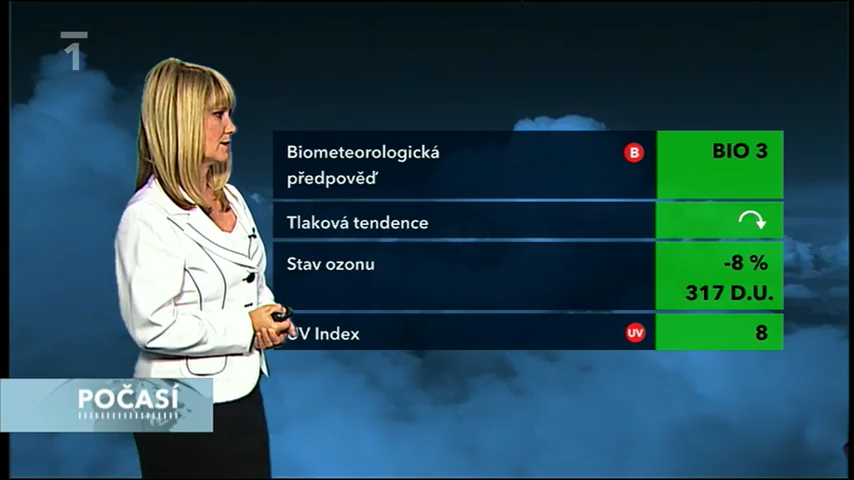 1
Biometeorologická
předpověď
B
BIO 3
Tlaková tendence
Stav ozonu
-8 %
317 D.U.
UV Index
UV
8
POČASÍ